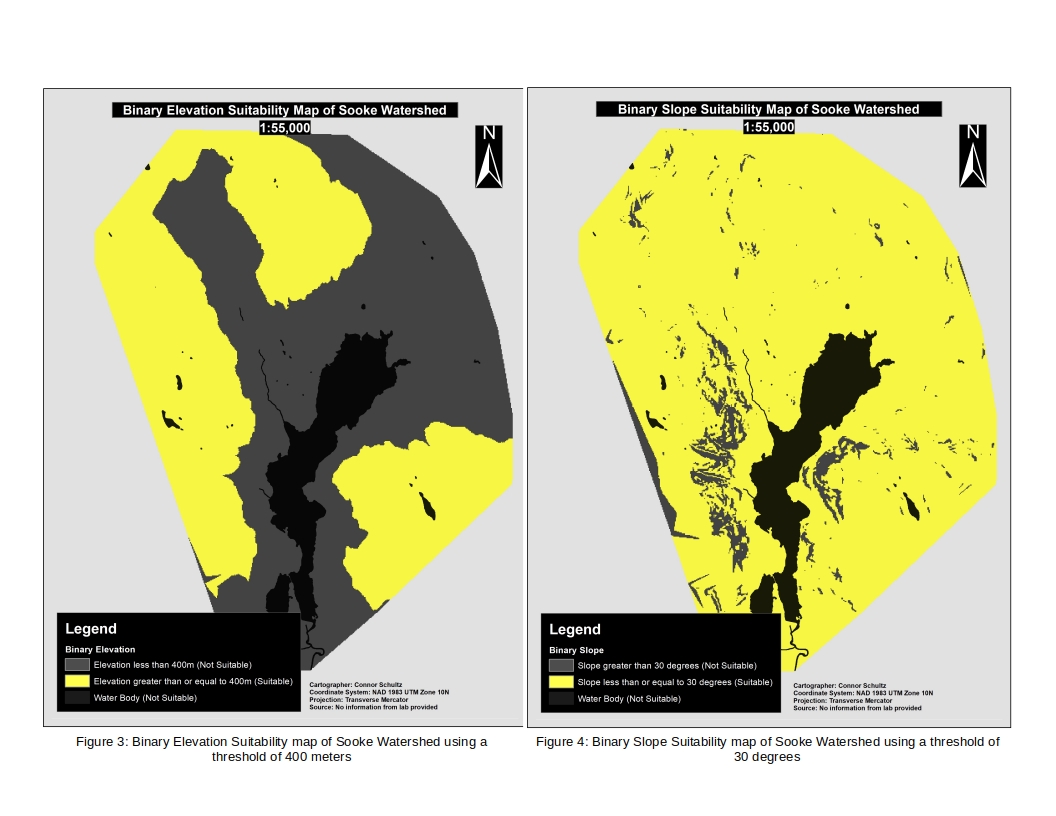 Binary Elevation Suitability Map of Sooke Watershed
1:55,000
N
Legend
Binary Elevation
Elevation less than 400m (Not Suitable)
Elevation greater than or equal to 400m (Suitable)
Water Body (Not Suitable)
Cartographer: Connor Schultz
Coordinate System: NAD 1983 UTM Zone 10N
Projection: Transverse Mercator
Source: No information from lab provided
Figure 3: Binary Elevation Suitability map of Sooke Watershed using a
threshold of 400 meters
Binary Slope Suitability Map of Sooke Watershed
1:55,000
N
Legend
Binary Slope
Slope greater than 30 degrees (Not Suitable)
Slope less than or equal to 30 degrees (Suitable)
Water Body (Not Suitable)
Cartographer: Connor Schultz
Coordinate System: NAD 1983 UTM Zone 10N
Projection: Transverse Mercator
Source: No information from lab provided
Figure 4: Binary Slope Suitability map of Sooke Watershed using a threshold of
30 degrees